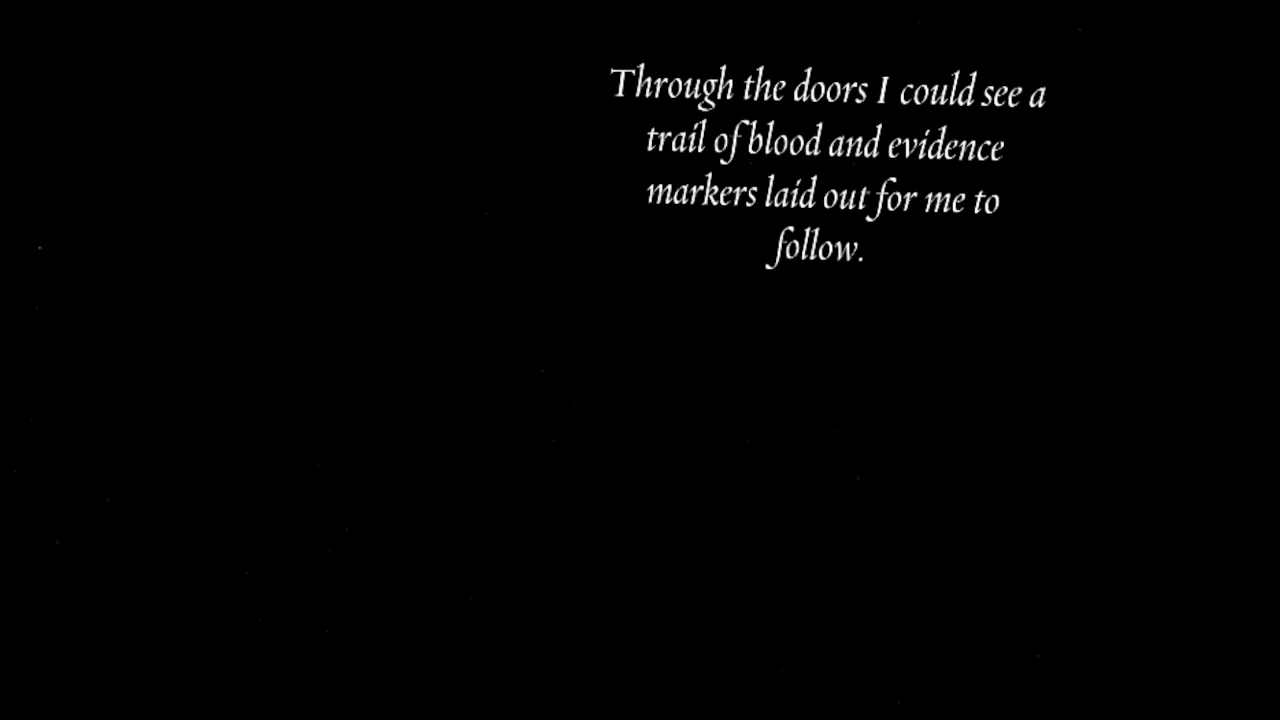 Through the doors I could see a
trail of blood and evidence
markers laid out for me to
follow.